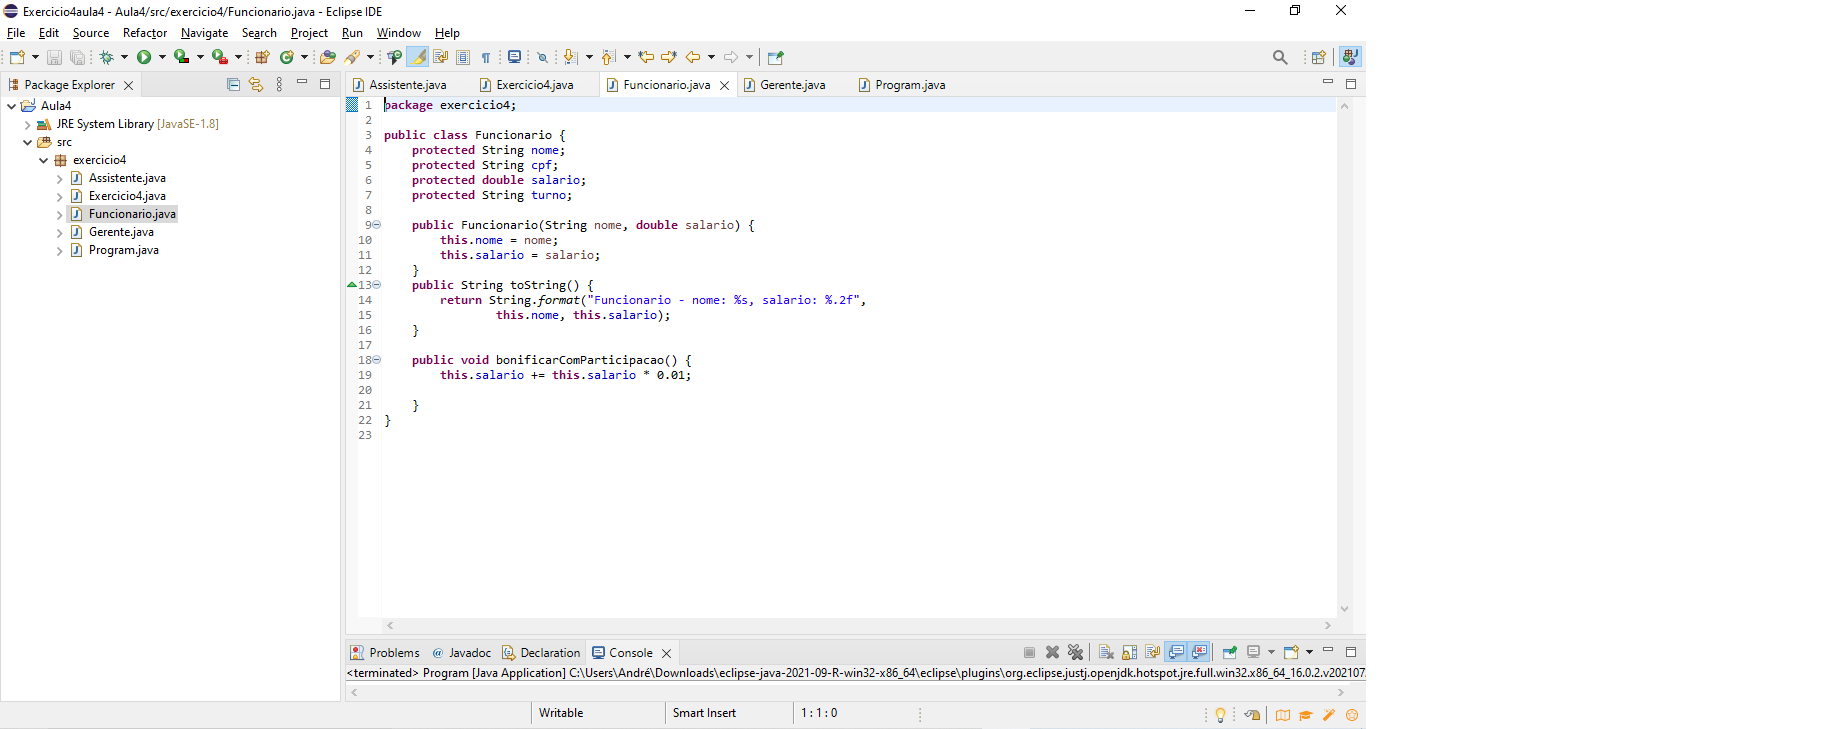 Exercicio4aula4 - Aula4/src/exercicio4/Funcionario.java - Eclipse IDE
File Edit Source Refactor Navigate Search Project Run Window Help
Package Explorer
Aula4
JRE System Library [JavaSE-1.8]
src
exercicio4
Assistente.java
Exercicio4.java
Funcionario.java
Gerente.java
Program.java
Assistente.java Exercicio4.java Funcionario.java Gerente.java Program.java
1 package exercicio4;
2
3 public class Funcionario {
4 protected String nome;
5 protected String cpf;
6 protected double salario;
7 protected String turno;
8
9 public Funcionario(String nome, double salario) {
10 this.nome = nome;
11 this.salario = salario;
12 }
13 public String toString() {
14 return String.format("Funcionario - nome: %s, salario: %.2f",
15 this.nome, this.salario);
16 }
17
18 public void bonificarComParticipacao() {
19 this.salario += this.salario * 0.01;
20
21 }
22 }
23
Problems @ Javadoc Declaration Console
<terminated> Program [Java Application] C:\Users\André\Downloads\eclipse-java-2021-09-R-win32-x86_64\eclipse\plugins\org.eclipse.justj.openjdk.hotspot.jre.full.win32.x86_64_16.0.2.v202107
Writable Smart Insert 1 : 1 : 0